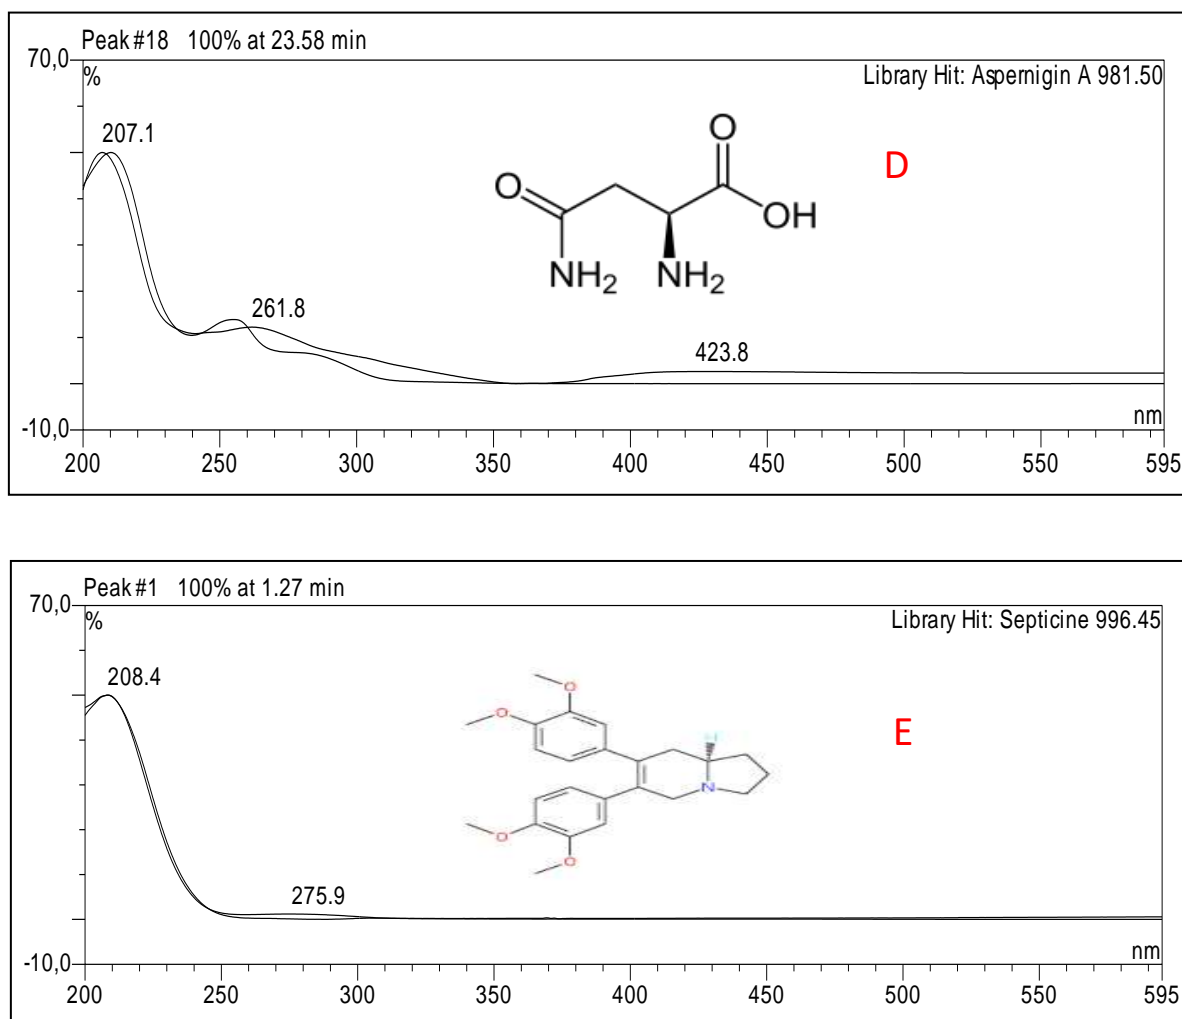 Peak #18 100% at 23.58 min
70,0
%
Library Hit: Aspernigin A 981.50
207.1
O
D
O
OH
NH2
NH2
261.8
423.8
-10,0
nm
200 250 300 350 400 450 500 550 595
Peak #1 100% at 1.27 min
70,0
%
Library Hit: Septicine 996.45
208.4
O
O
H
E
N
O
O
275.9
-10,0
nm
200 250 300 350 400 450 500 550 595